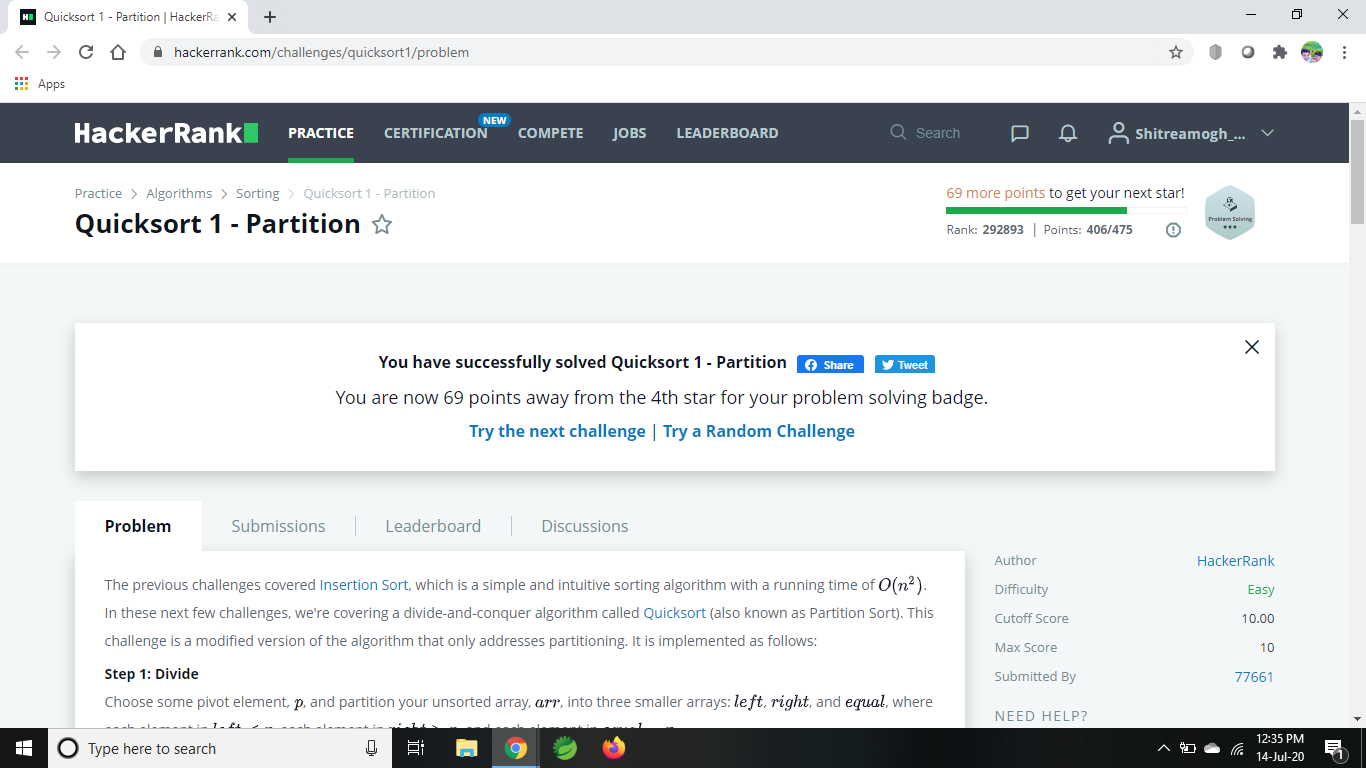 Quicksort 1 - Partition | HackerRa
hackerrank.com/challenges/quicksort1/problem
Apps
HackerRank
PRACTICE CERTIFICATION NEW COMPETE JOBS LEADERBOARD Search Shitreamogh_...
Practice > Algorithms > Sorting > Quicksort 1 - Partition
Quicksort 1 - Partition
69 more points to get your next star!
Rank: 292893 | Points: 406/475
Problem Solving
You have successfully solved Quicksort 1 - Partition Share Tweet
You are now 69 points away from the 4th star for your problem solving badge.
Try the next challenge | Try a Random Challenge
Problem Submissions Leaderboard Discussions
The previous challenges covered Insertion Sort, which is a simple and intuitive sorting algorithm with a running time of O(n²).
In these next few challenges, we're covering a divide-and-conquer algorithm called Quicksort (also known as Partition Sort). This
challenge is a modified version of the algorithm that only addresses partitioning. It is implemented as follows:
Step 1: Divide
Choose some pivot element, p, and partition your unsorted array, arr, into three smaller arrays: left, right, and equal, where
Author HackerRank
Difficulty Easy
Cutoff Score 10.00
Max Score 10
Submitted By 77661
NEED HELP?
Type here to search
12:35 PM
14-Jul-20
1